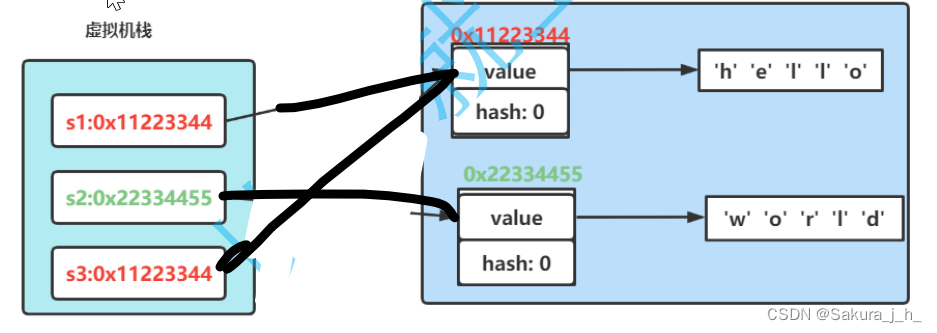 虚拟机栈
s1:0x11223344
s2:0x22334455
s3:0x11223344
0x11223344
value
hash: 0
'h' 'e' 'l' 'l' 'o'
0x22334455
value
hash: 0
'w' 'o' 'r' 'l' 'd'
CSDN @Sakura_j_h_